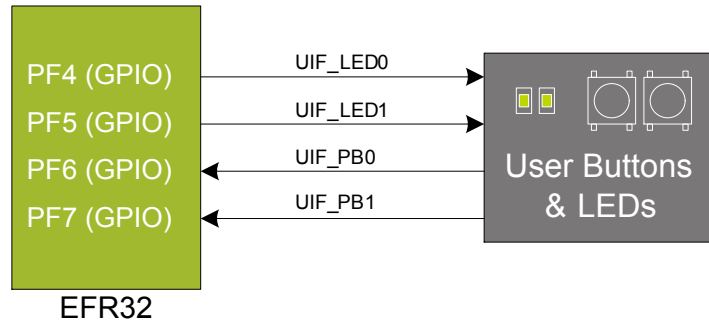 PF4 (GPIO)
PF5 (GPIO)
PF6 (GPIO)
PF7 (GPIO)
UIF_LED0
UIF_LED1
UIF_PB0
UIF_PB1
User Buttons
& LEDs
EFR32